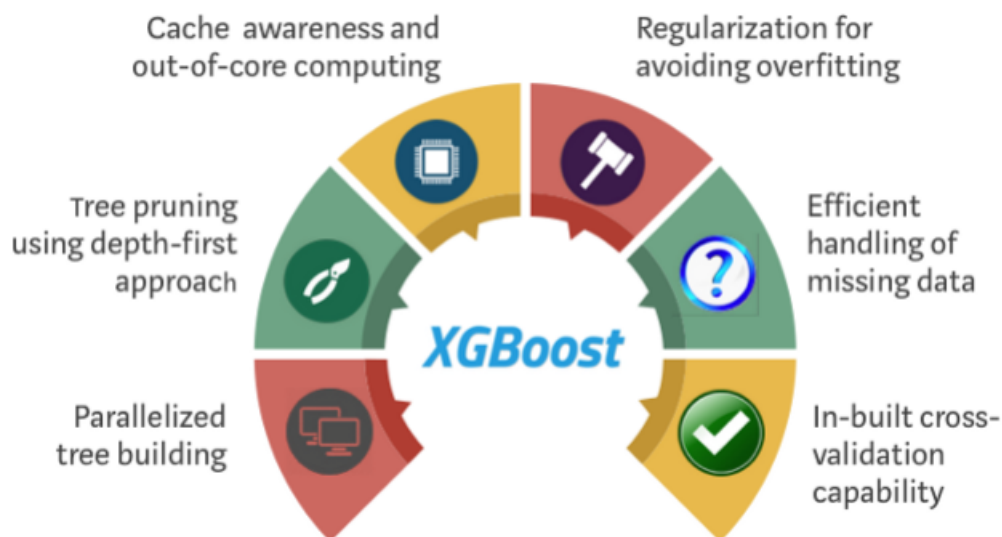 Cache awareness and
out-of-core computing
Regularization for
avoiding overfitting
Tree pruning
using depth-first
approach
Efficient
handling of
missing data
XGBoost
Parallelized
tree building
In-built cross-
validation
capability